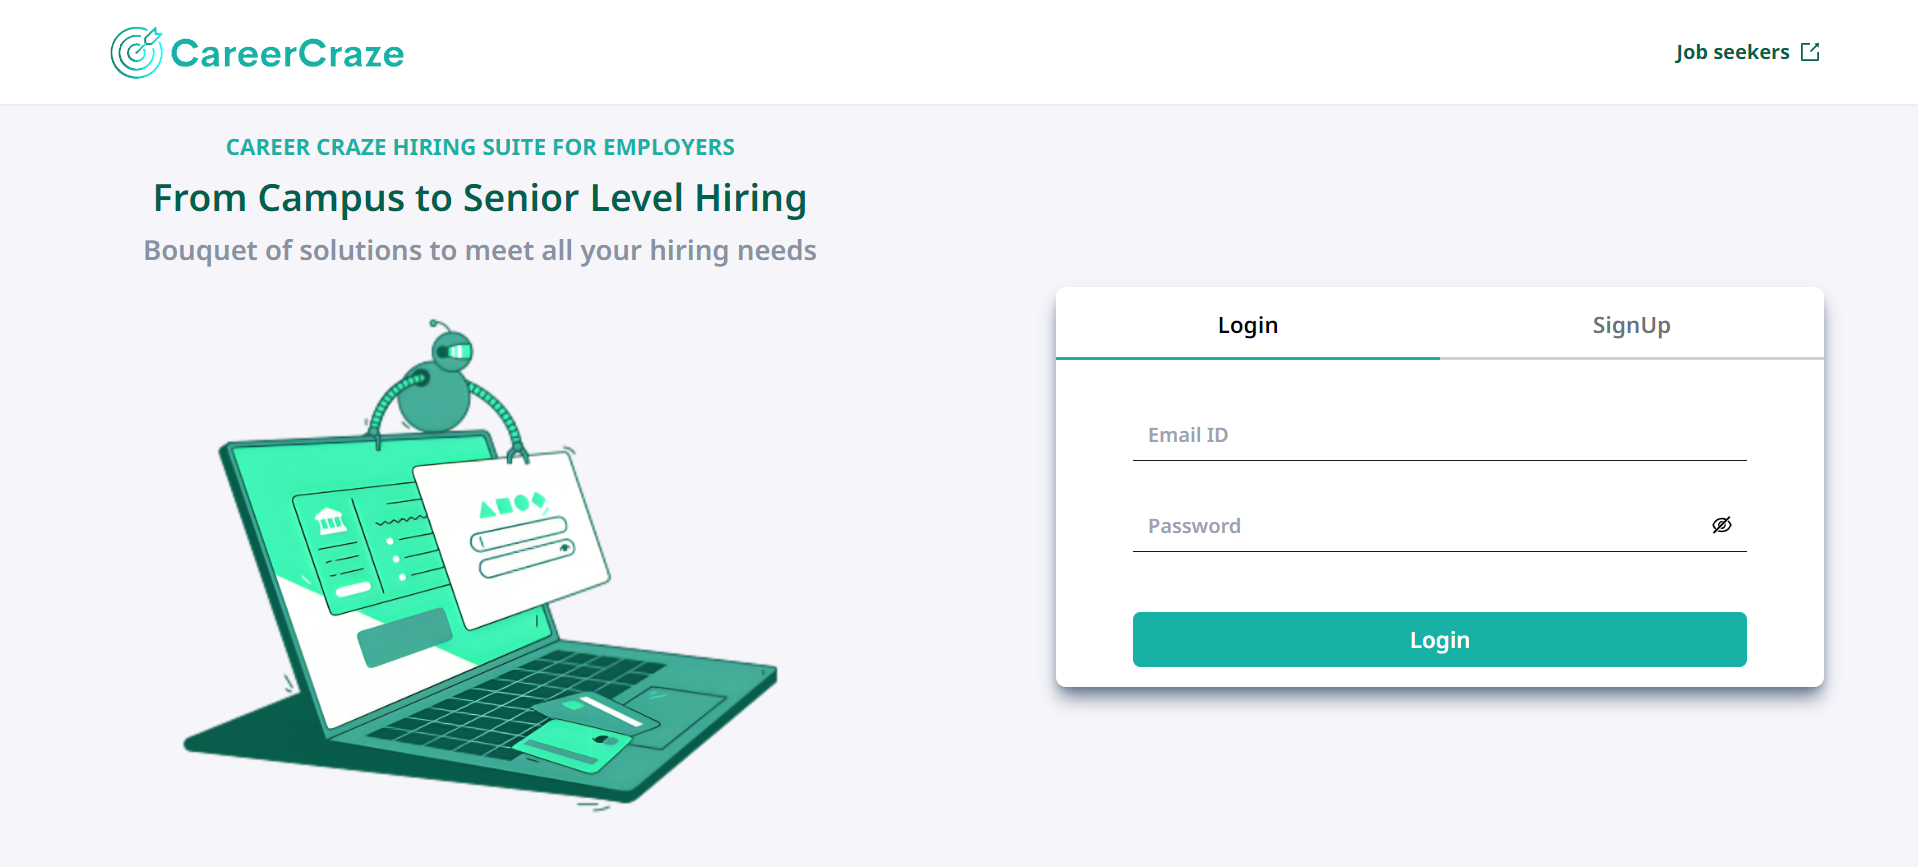 CareerCraze
Job seekers
CAREER CRAZE HIRING SUITE FOR EMPLOYERS
From Campus to Senior Level Hiring
Bouquet of solutions to meet all your hiring needs
Login
SignUp
Email ID
Password
Login